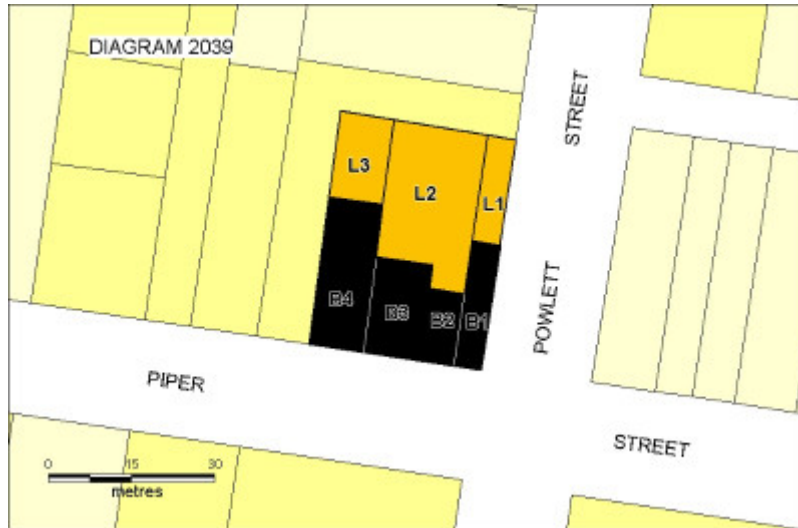 DIAGRAM 2039
STREET
L3
L2
L1
POWLETT
B4
B3
B2
B1
PIPER
STREET
0 15 30
metres